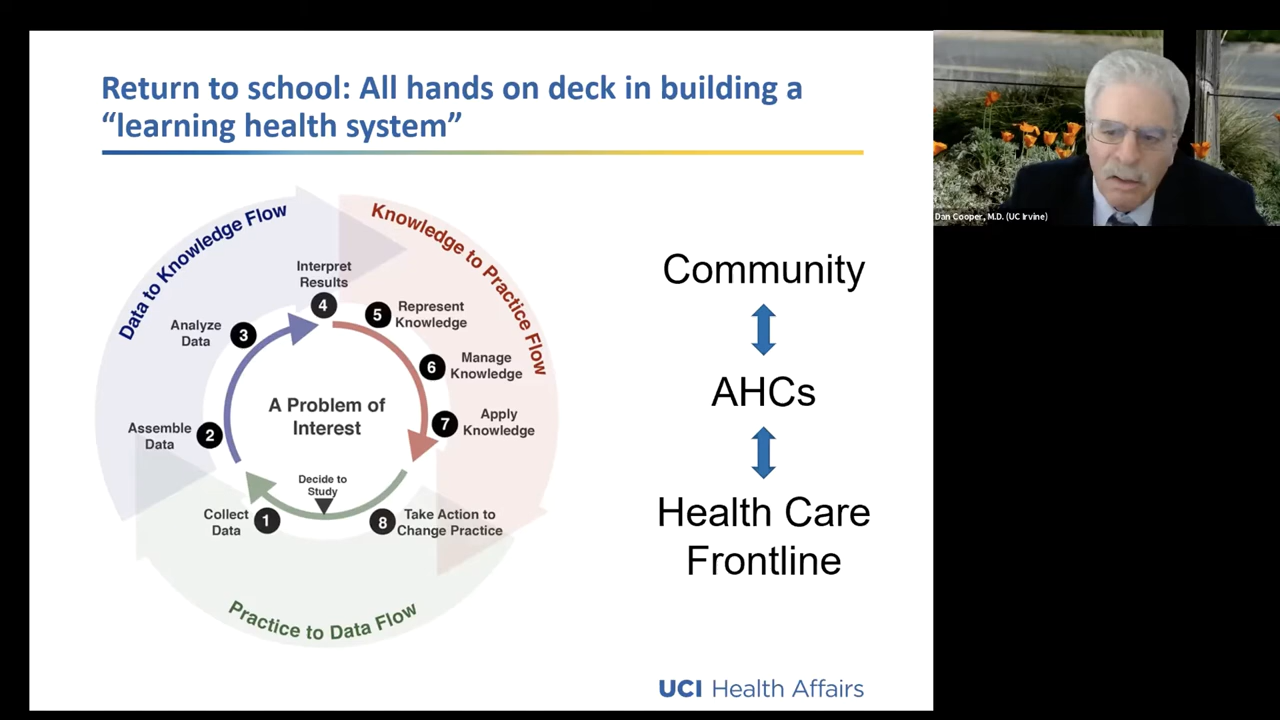 Return to school: All hands on deck in building a
“learning health system”
Data to Knowledge Flow
Knowledge to Practice Flow
Practice to Data Flow
Interpret
Results
4
5
Represent
Knowledge
Analyze
Data
3
6
Manage
Knowledge
A Problem of
Interest
7
Apply
Knowledge
Assemble
Data
2
Decide to
Study
Collect
Data
1
8
Take Action to
Change Practice
Community
AHCs
Health Care
Frontline
UCI Health Affairs
Dan Cooper, M.D. (UC Irvine)